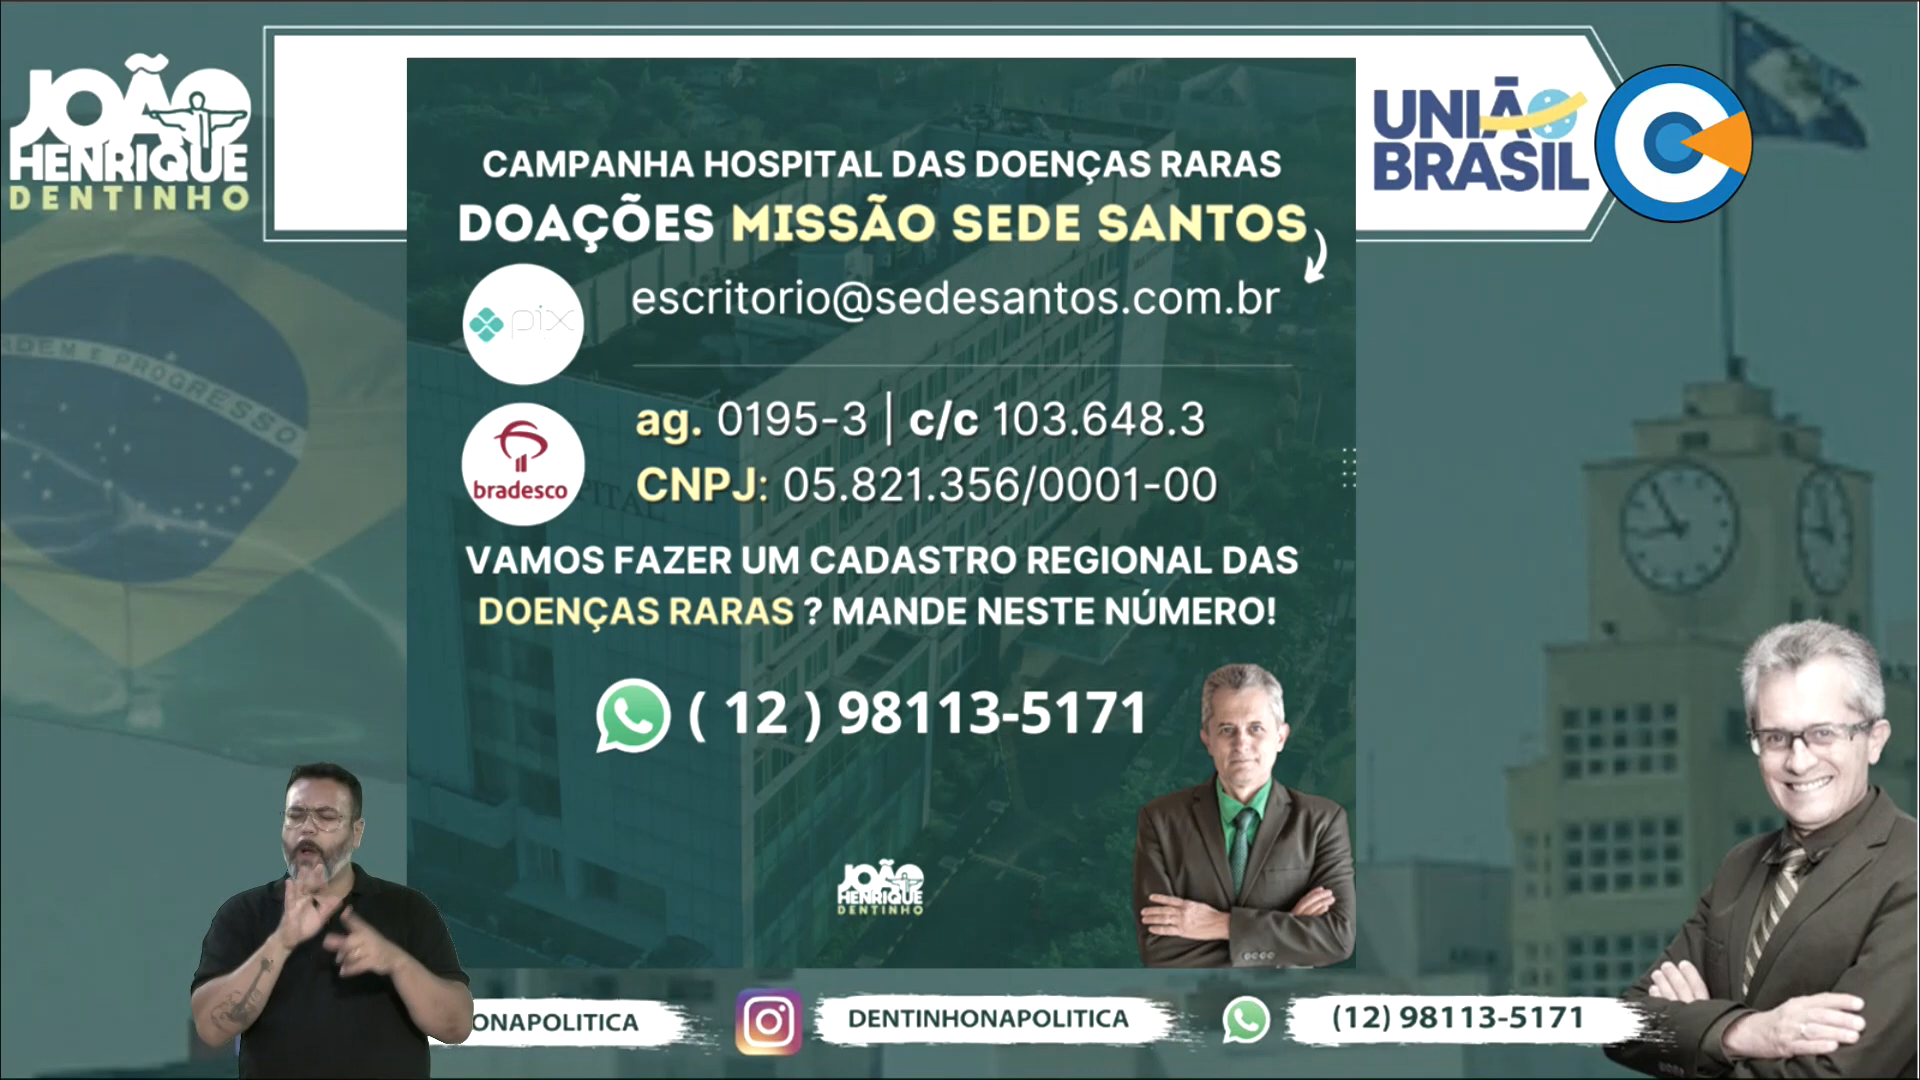 JOÃO
HENRIQUE
DENTINHO
UNIÃO
BRASIL
CAMPANHA HOSPITAL DAS DOENÇAS RARAS
DOAÇÕES MISSÃO SEDE SANTOS
pix
escritorio@sedesantos.com.br
bradesco
ag. 0195-3 | c/c 103.648.3
CNPJ: 05.821.356/0001-00
VAMOS FAZER UM CADASTRO REGIONAL DAS
DOENÇAS RARAS ? MANDE NESTE NÚMERO!
( 12 ) 98113-5171
JOÃO
HENRIQUE
DENTINHO
RDEM E PROGRESSO
ONAPOLITICA
DENTINHONAPOLITICA
(12) 98113-5171